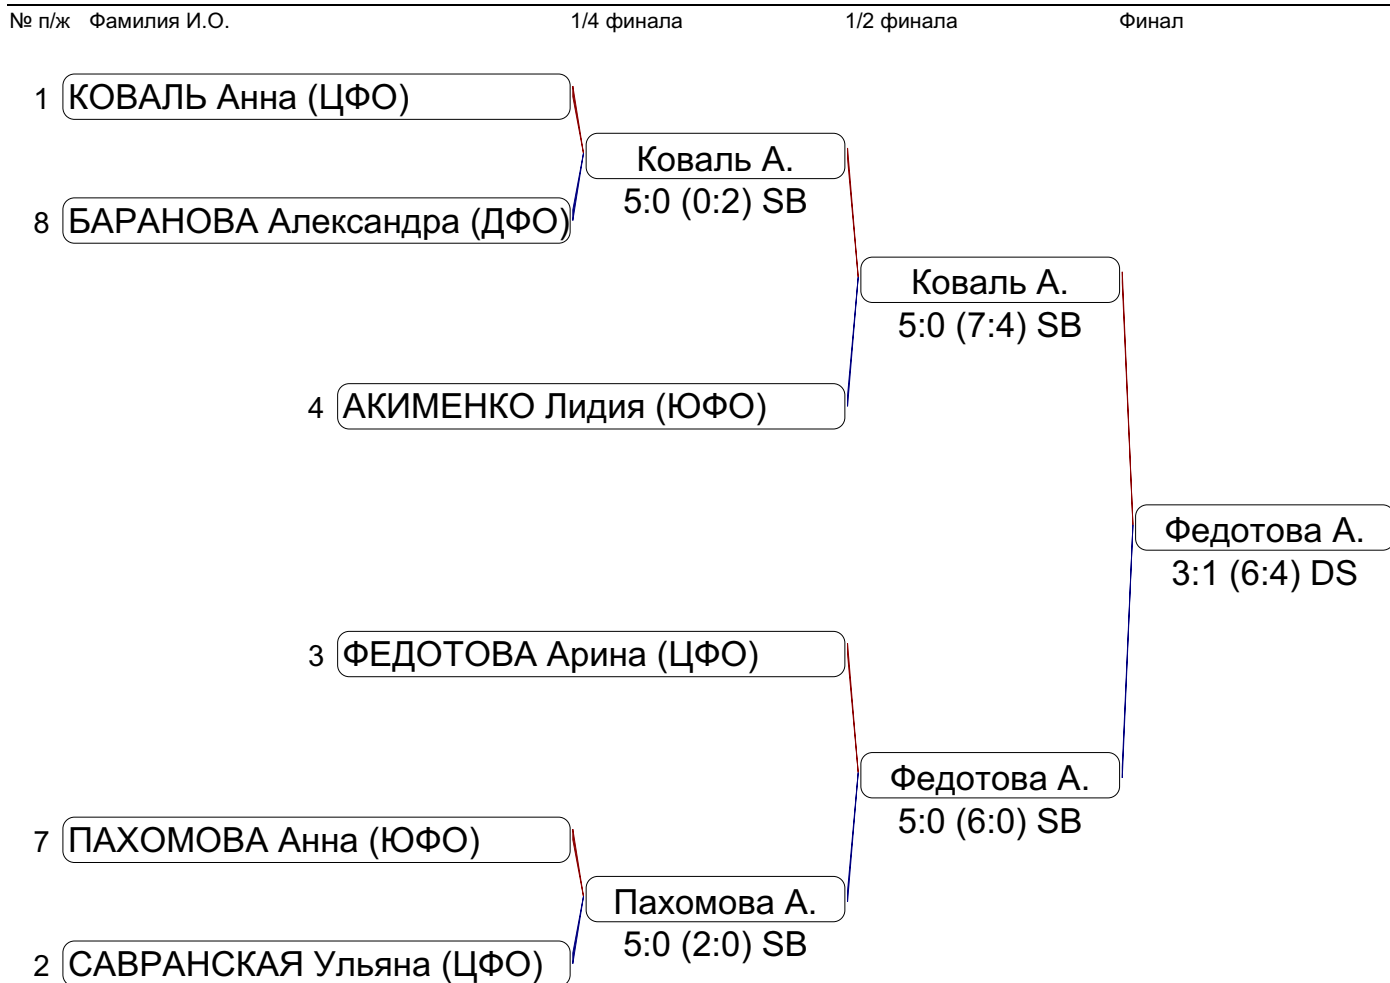 № п/ж Фамилия И.О. 1/4 финала 1/2 финала Финал
1 КОВАЛЬ Анна (ЦФО)
Коваль А.
5:0 (0:2) SB
8 БАРАНОВА Александра (ДФО)
Коваль А.
5:0 (7:4) SB
4 АКИМЕНКО Лидия (ЮФО)
Федотова А.
3:1 (6:4) DS
3 ФЕДОТОВА Арина (ЦФО)
Федотова А.
5:0 (6:0) SB
7 ПАХОМОВА Анна (ЮФО)
Пахомова А.
5:0 (2:0) SB
2 САВРАНСКАЯ Ульяна (ЦФО)